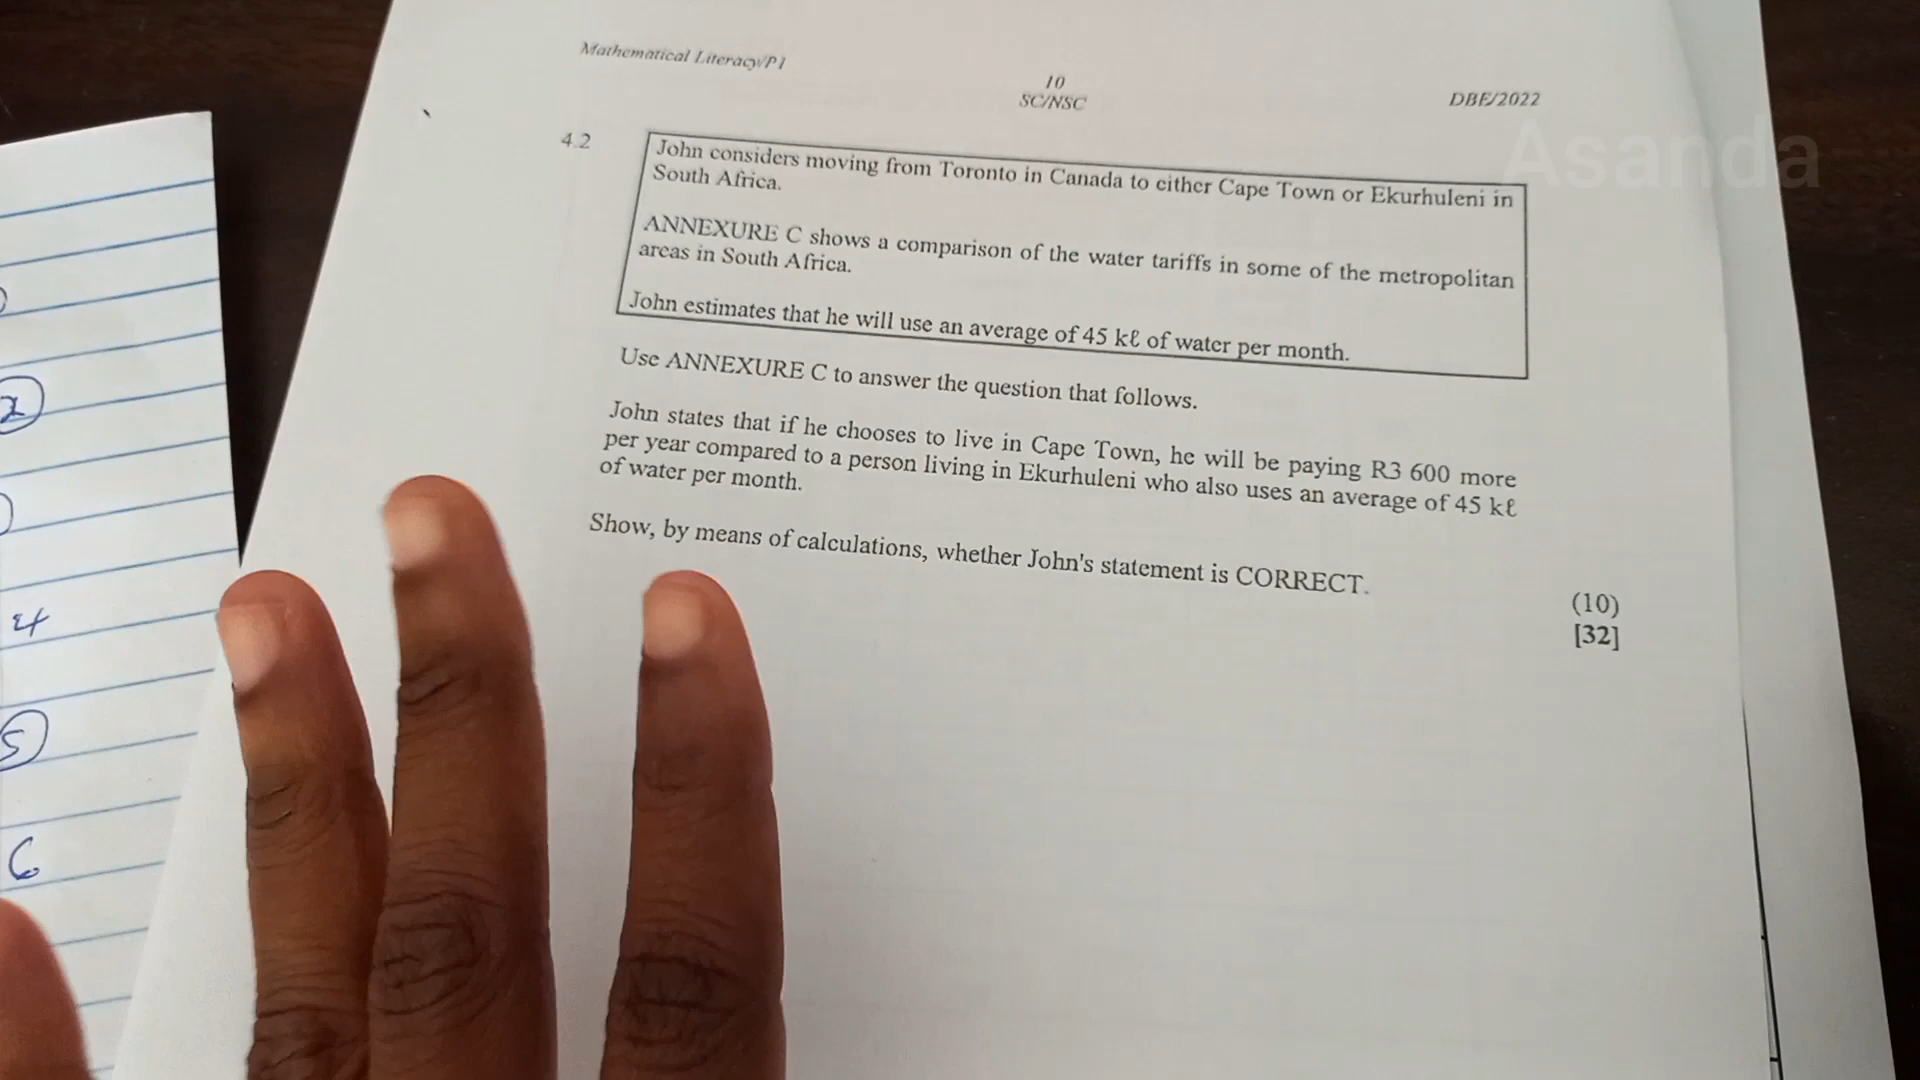 Mathematical Literacy/P1
10
SC/NSC
DBE/2022
Asanda
4.2
John considers moving from Toronto in Canada to either Cape Town or Ekurhuleni in
South Africa.
ANNEXURE C shows a comparison of the water tariffs in some of the metropolitan
areas in South Africa.
John estimates that he will use an average of 45 kℓ of water per month.
Use ANNEXURE C to answer the question that follows.
John states that if he chooses to live in Cape Town, he will be paying R3 600 more
per year compared to a person living in Ekurhuleni who also uses an average of 45 kℓ
of water per month.
Show, by means of calculations, whether John's statement is CORRECT.
(10)
[32]
2
4
5
6